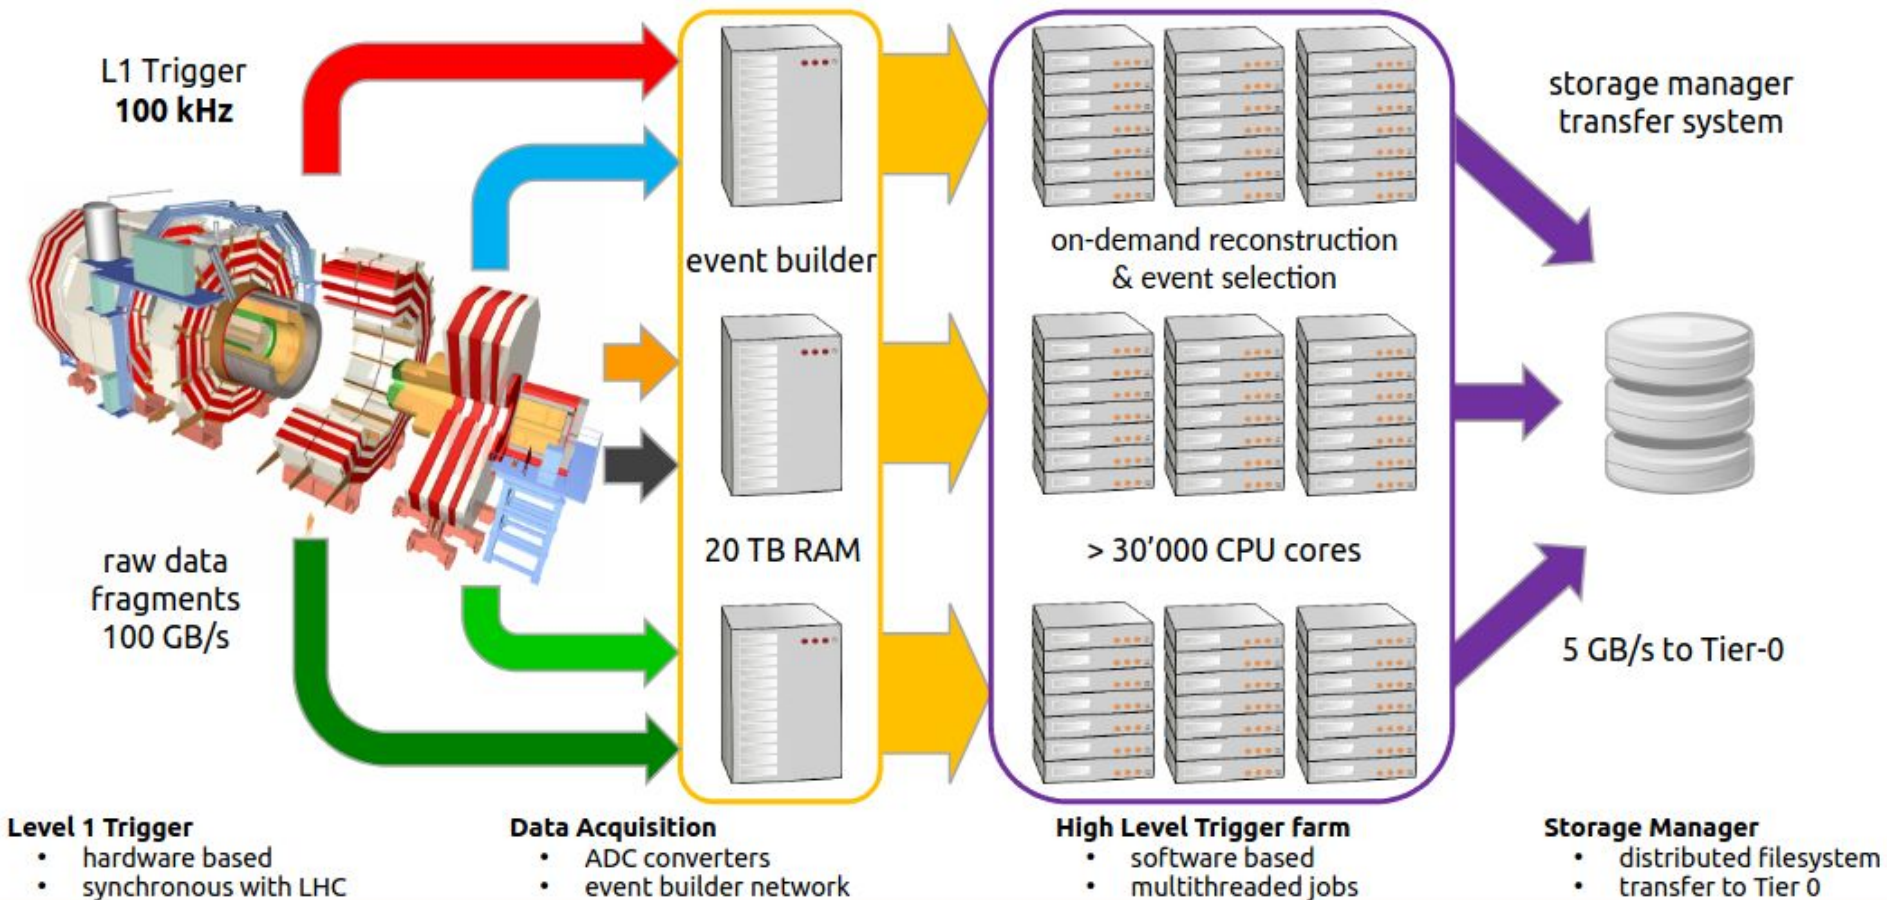 L1 Trigger
100 kHz
raw data
fragments
100 GB/s
event builder
20 TB RAM
on-demand reconstruction
& event selection
> 30’000 CPU cores
storage manager
transfer system
5 GB/s to Tier-0
Level 1 Trigger
• hardware based
• synchronous with LHC
Data Acquisition
• ADC converters
• event builder network
High Level Trigger farm
• software based
• multithreaded jobs
Storage Manager
• distributed filesystem
• transfer to Tier 0